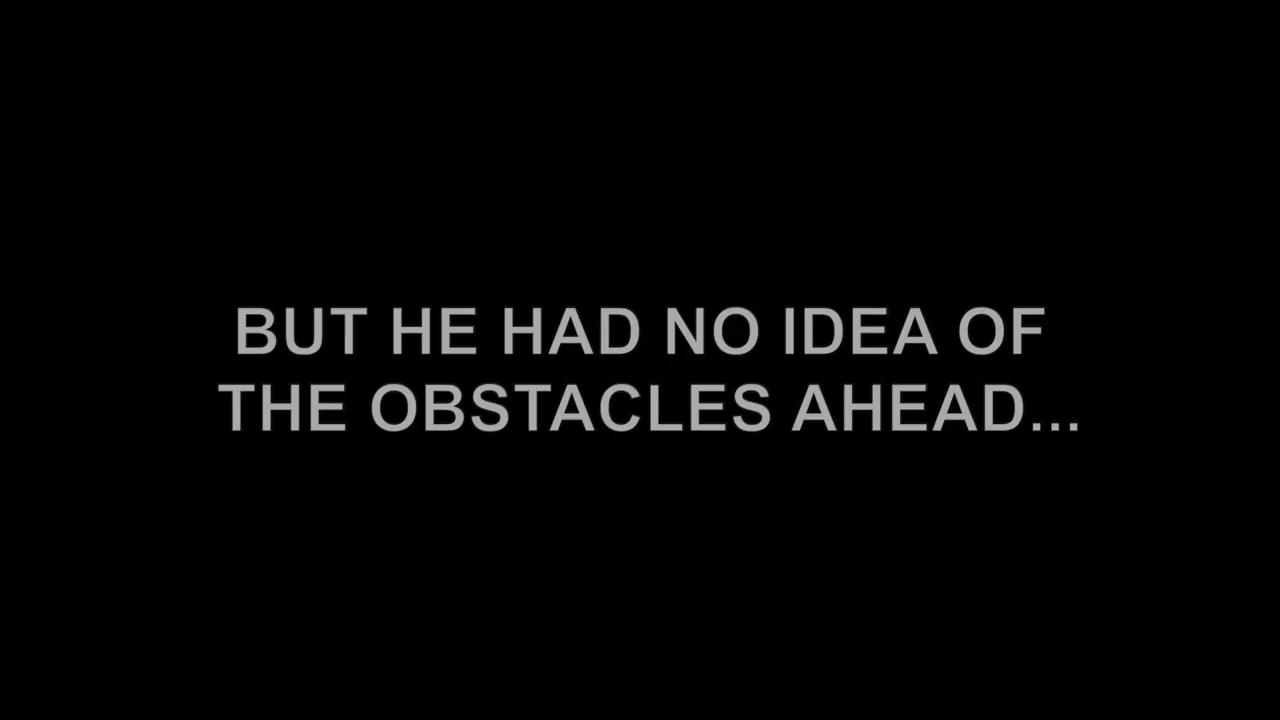 BUT HE HAD NO IDEA OF
THE OBSTACLES AHEAD...